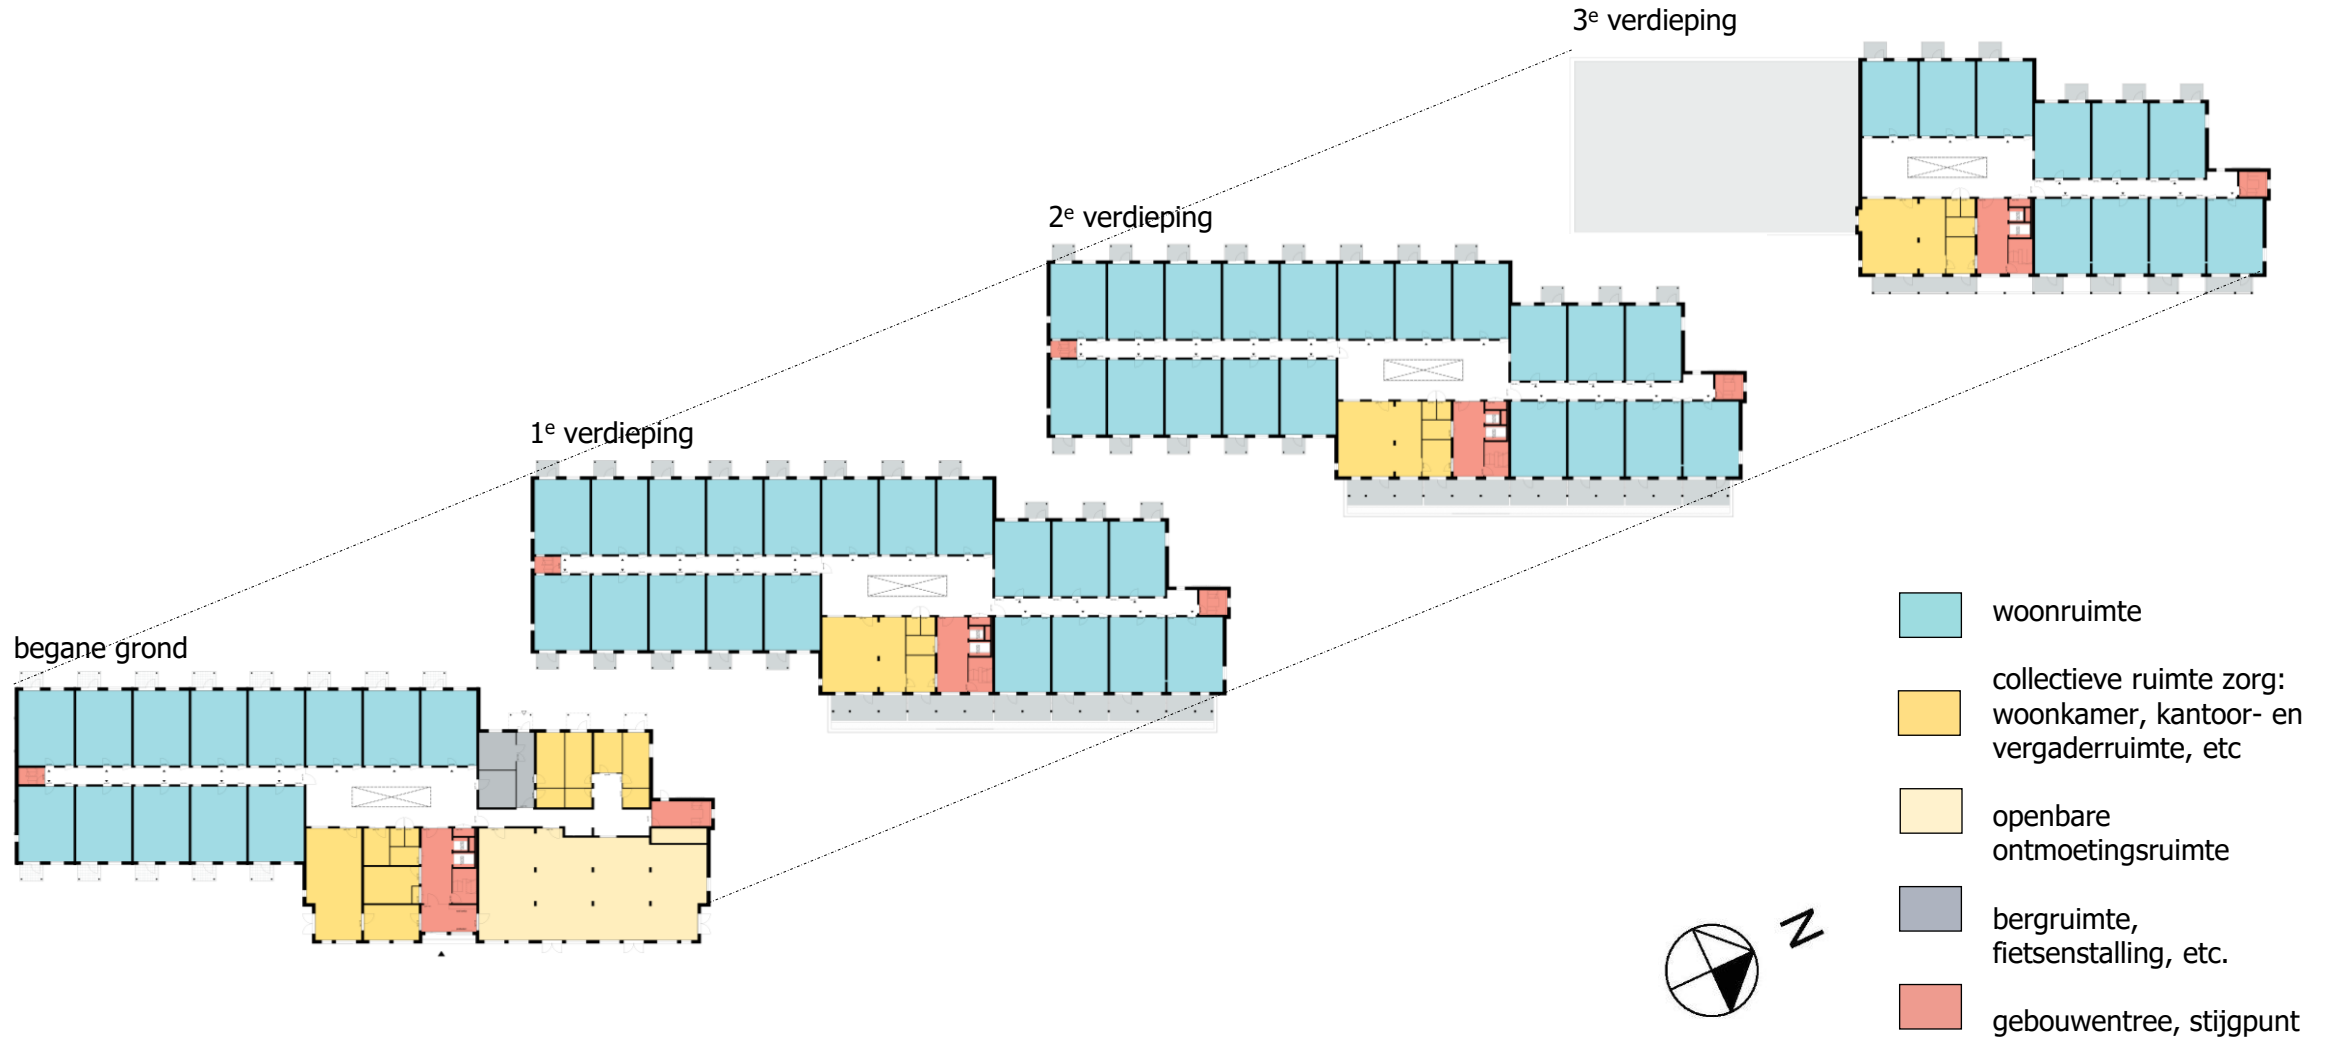 3e verdieping
2e verdieping
1e verdieping
begane grond
woonruimte
collectieve ruimte zorg:
woonkamer, kantoor- en
vergaderruimte, etc
openbare
ontmoetingsruimte
bergruimte,
fietsenstalling, etc.
gebouwentree, stijgpunt
N